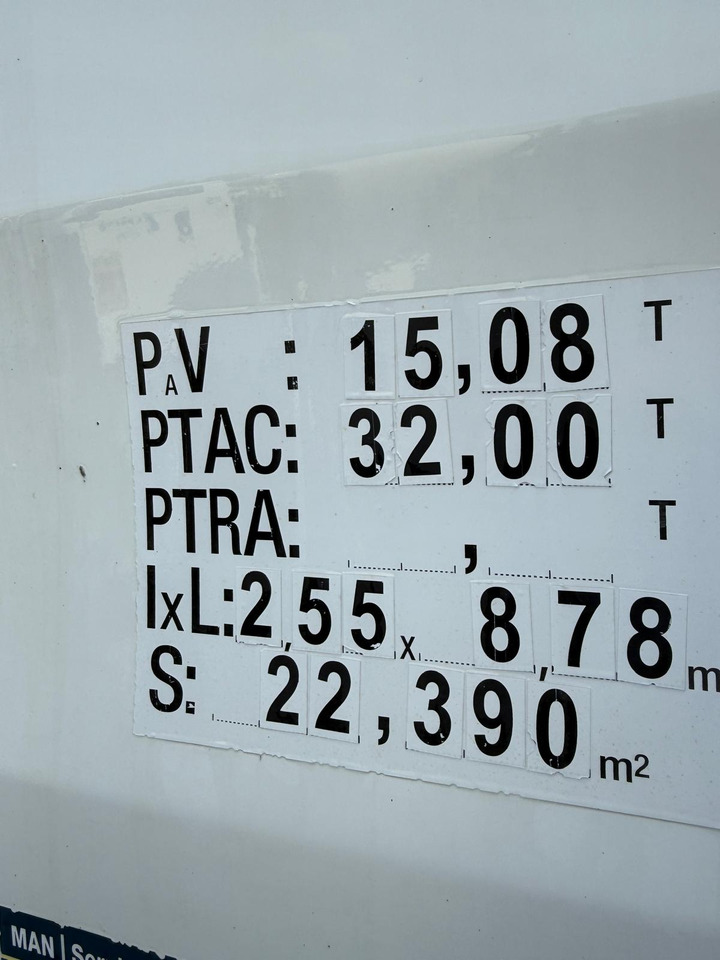 PAV : 15,08 T
PTAC: 32,00 T
PTRA: , T
IxL: 2,55 x 8,78 m
S: 22,390 m²
MAN